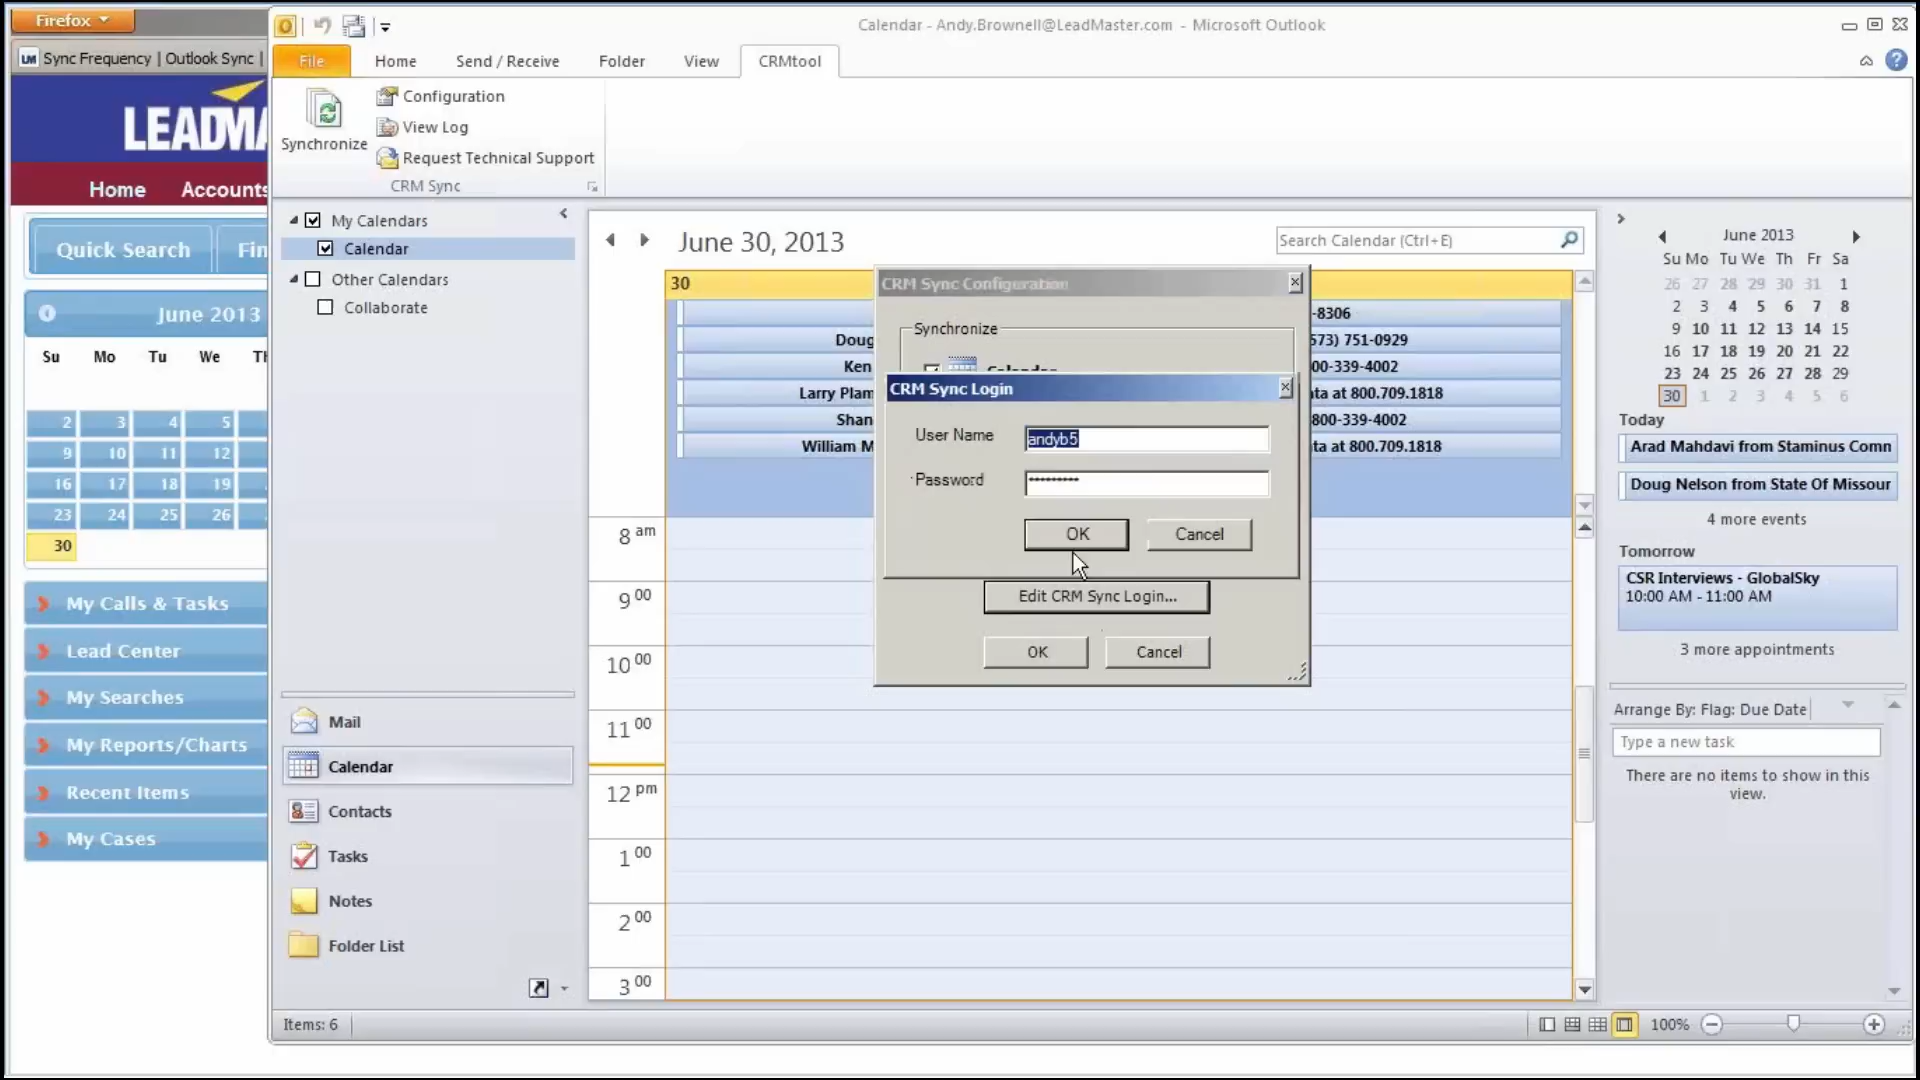 Firefox
Calendar - Andy.Brownell@LeadMaster.com - Microsoft Outlook
LM Sync Frequency | Outlook Sync |
File Home Send / Receive Folder View CRMtool
Synchronize
Configuration
View Log
Request Technical Support
CRM Sync
Home Accounts
Quick Search
June 2013
Su Mo Tu We
2 3 4 5
9 10 11 12
16 17 18 19
23 24 25 26
30
My Calls & Tasks
Lead Center
My Searches
My Reports/Charts
Recent Items
My Cases
My Calendars
Calendar
Other Calendars
Collaborate
Mail
Calendar
Contacts
Tasks
Notes
Folder List
Items: 6
June 30, 2013
Search Calendar (Ctrl+E)
30
-8306
Doug 573) 751-0929
Ken 00-339-4002
Larry Plam ta at 800.709.1818
Shan 800-339-4002
William M ta at 800.709.1818
8 am
9 00
10 00
11 00
12 pm
1 00
2 00
3 00
CRM Sync Configuration
Synchronize
CRM Sync Login
User Name andyb5
Password *********
OK Cancel
Edit CRM Sync Login...
OK Cancel
June 2013
Su Mo Tu We Th Fr Sa
26 27 28 29 30 31 1
2 3 4 5 6 7 8
9 10 11 12 13 14 15
16 17 18 19 20 21 22
23 24 25 26 27 28 29
30 1 2 3 4 5 6
Today
Arad Mahdavi from Staminus Comn
Doug Nelson from State Of Missour
4 more events
Tomorrow
CSR Interviews - GlobalSky
10:00 AM - 11:00 AM
3 more appointments
Arrange By: Flag: Due Date
Type a new task
There are no items to show in this
view.
100%